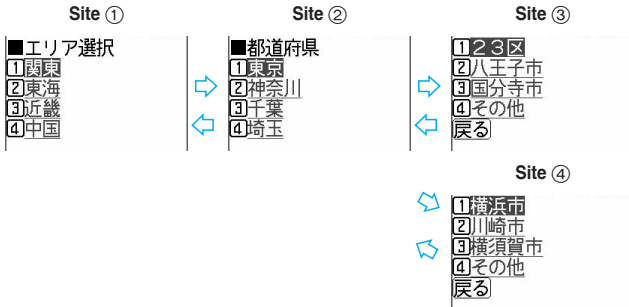 Site ①
■エリア選択
1関東
2東海
3近畿
4中国
Site ②
■都道府県
1東京
2神奈川
3千葉
4埼玉
Site ③
123区
2八王子市
3国分寺市
4その他
戻る
Site ④
1横浜市
2川崎市
3横須賀市
4その他
戻る